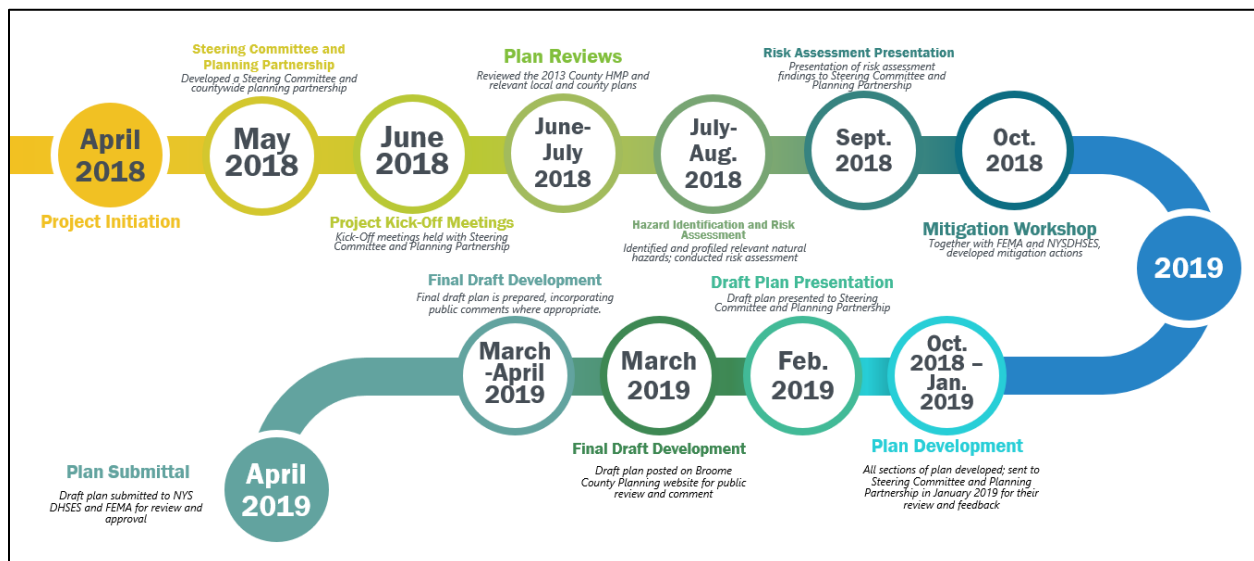 April
2018
Project Initiation
Steering Committee and
Planning Partnership
Developed a Steering Committee and
countywide planning partnership
May
2018
June
2018
Project Kick-Off Meetings
Kick-Off meetings held with Steering
Committee and Planning Partnership
Plan Reviews
Reviewed the 2013 County HMP and
relevant local and county plans
June-
July
2018
July-
Aug.
2018
Hazard Identification and Risk
Assessment
Identified and profiled relevant natural
hazards; conducted risk assessment
Risk Assessment Presentation
Presentation of risk assessment
findings to Steering Committee and
Planning Partnership
Sept.
2018
Oct.
2018
Mitigation Workshop
Together with FEMA and NYSDHSES,
developed mitigation actions
2019
Oct.
2018 –
Jan.
2019
Plan Development
All sections of plan developed; sent to
Steering Committee and Planning
Partnership in January 2019 for their
review and feedback
Draft Plan Presentation
Draft plan presented to Steering
Committee and Planning Partnership
Feb.
2019
March
2019
Final Draft Development
Draft plan posted on Broome
County Planning website for public
review and comment
Final Draft Development
Final draft plan is prepared, incorporating
public comments where appropriate.
March
-April
2019
April
2019
Plan Submittal
Draft plan submitted to NYS
DHSES and FEMA for review and
approval